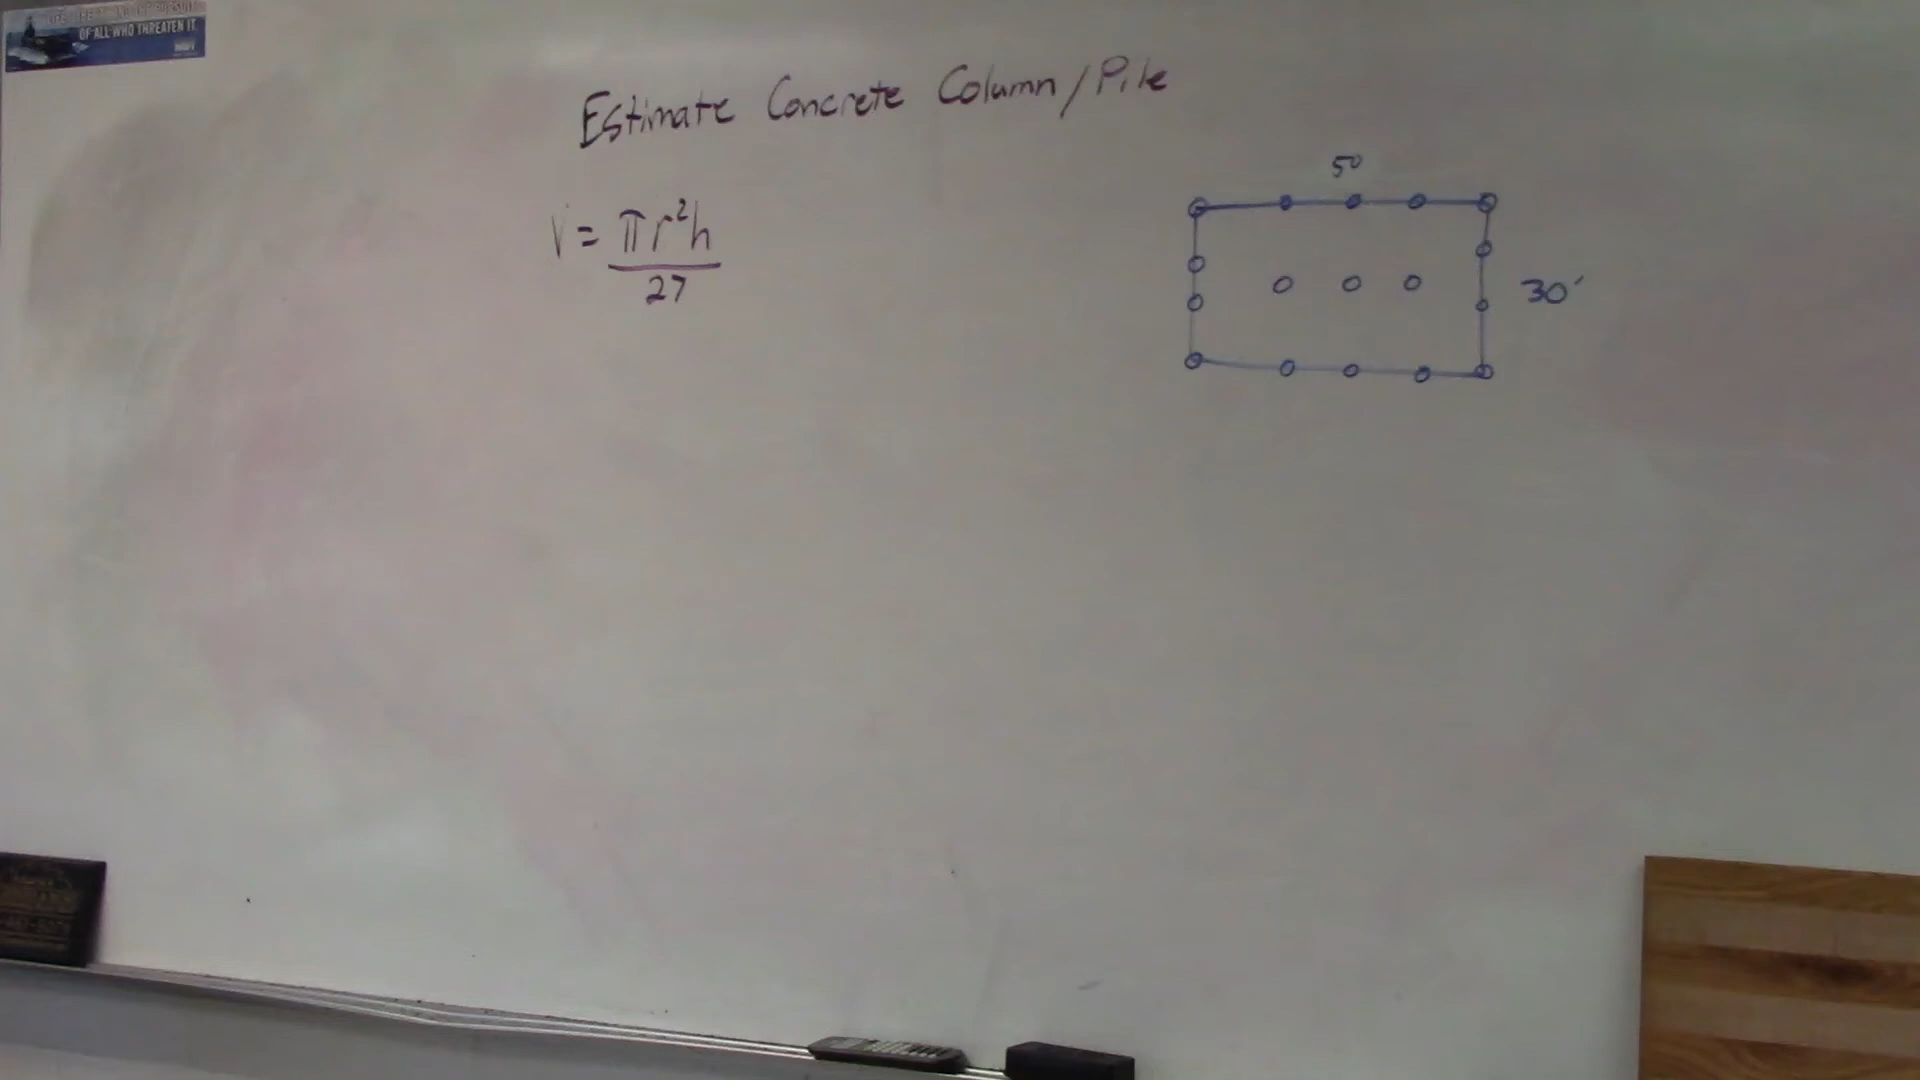 OF ALL WHO THREATEN IT.
Estimate Concrete Column/Pile
50
V = πr²h
27
30'